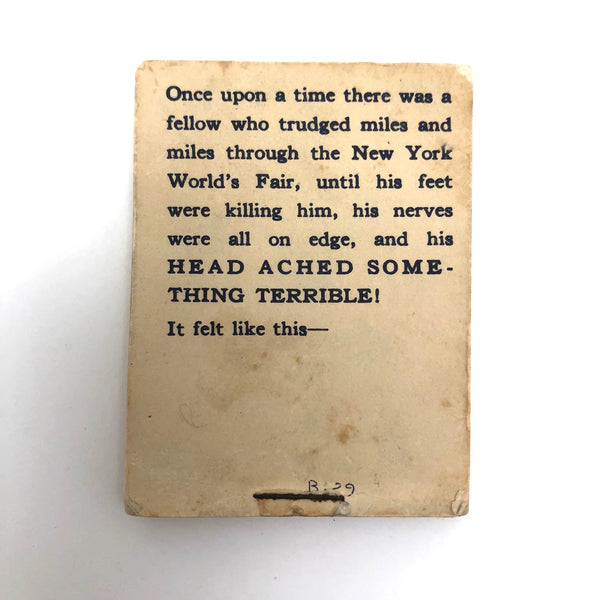 Once upon a time there was a
fellow who trudged miles and
miles through the New York
World's Fair, until his feet
were killing him, his nerves
were all on edge, and his
HEAD ACHED SOME-
THING TERRIBLE!
It felt like this—